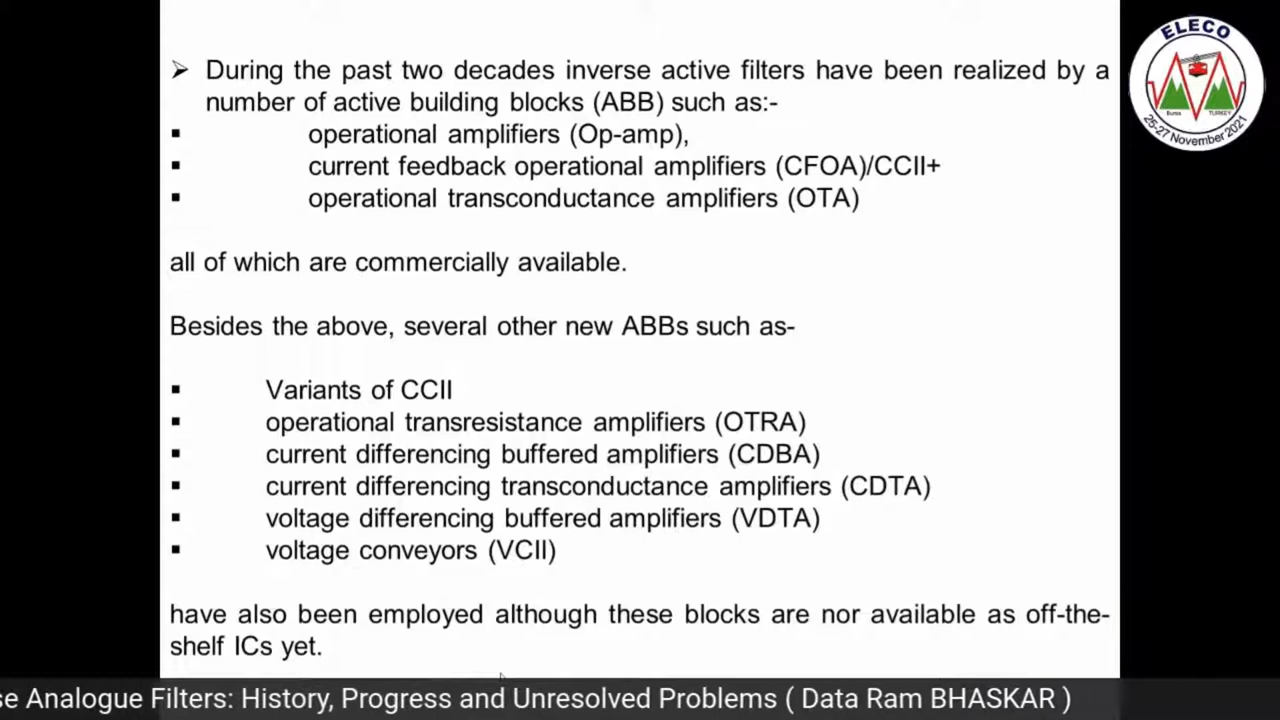 ➢ During the past two decades inverse active filters have been realized by a
number of active building blocks (ABB) such as:-
▪ operational amplifiers (Op-amp),
▪ current feedback operational amplifiers (CFOA)/CCII+
▪ operational transconductance amplifiers (OTA)
all of which are commercially available.
Besides the above, several other new ABBs such as-
▪ Variants of CCII
▪ operational transresistance amplifiers (OTRA)
▪ current differencing buffered amplifiers (CDBA)
▪ current differencing transconductance amplifiers (CDTA)
▪ voltage differencing buffered amplifiers (VDTA)
▪ voltage conveyors (VCII)
have also been employed although these blocks are nor available as off-the-
shelf ICs yet.
se Analogue Filters: History, Progress and Unresolved Problems ( Data Ram BHASKAR )
ELECO
Bursa TURKEY
25-27 November 2021